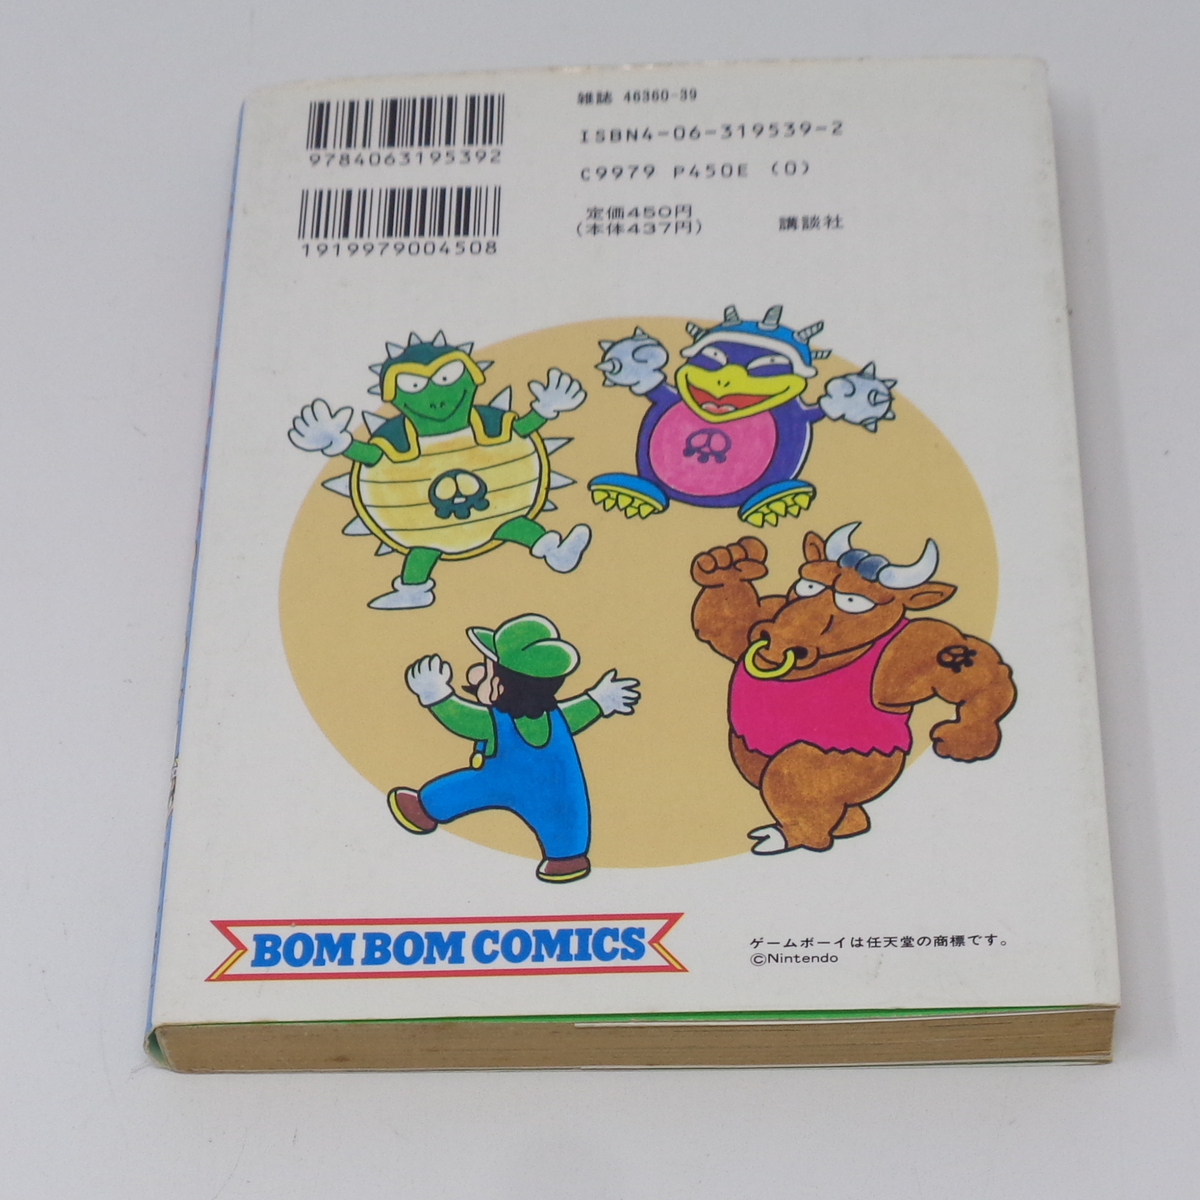 雑誌 46360-39
ISBN4-06-319539-2
C9979 P450E (0)
定価450円
(本体437円)
講談社
9784063195392
1919979004508
BOM BOM COMICS
ゲームボーイは任天堂の商標です。
©Nintendo